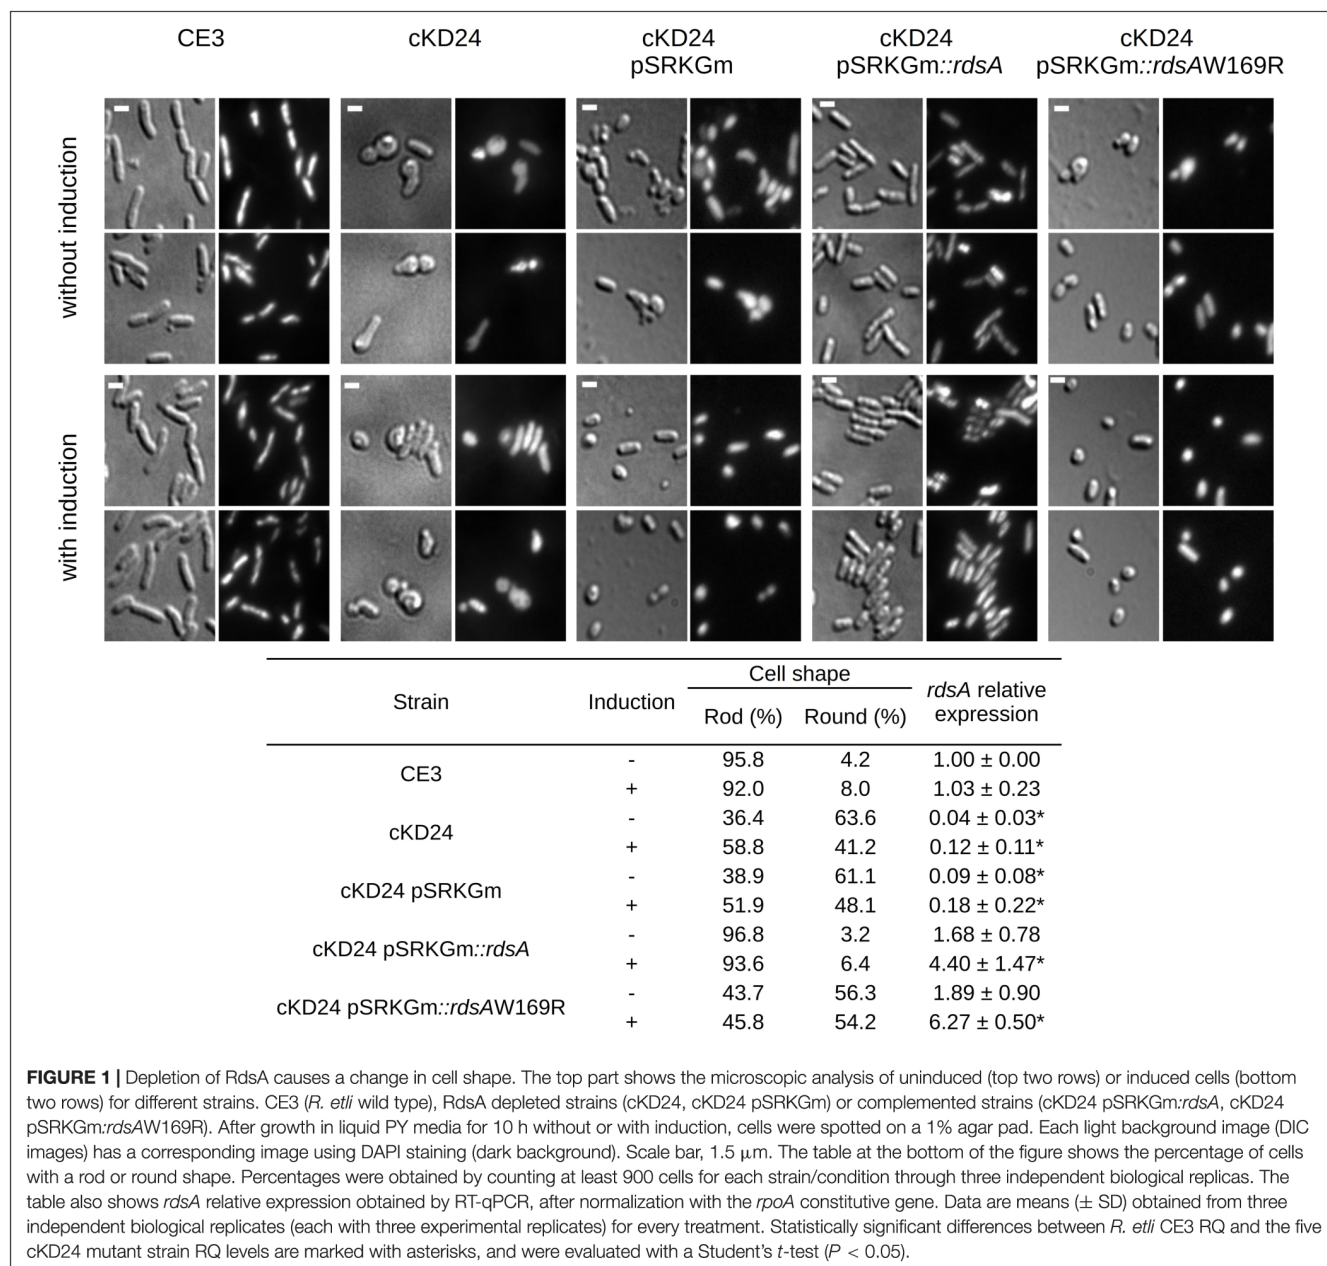 CE3
cKD24
cKD24
pSRKGm
cKD24
pSRKGm::rdsA
cKD24
pSRKGm::rdsAW169R
without induction
with induction
Strain
Induction
Cell shape
Rod (%)
Round (%)
rdsA relative
expression
CE3
- 95.8 4.2 1.00 ± 0.00
+ 92.0 8.0 1.03 ± 0.23
cKD24
- 36.4 63.6 0.04 ± 0.03*
+ 58.8 41.2 0.12 ± 0.11*
cKD24 pSRKGm
- 38.9 61.1 0.09 ± 0.08*
+ 51.9 48.1 0.18 ± 0.22*
cKD24 pSRKGm::rdsA
- 96.8 3.2 1.68 ± 0.78
+ 93.6 6.4 4.40 ± 1.47*
cKD24 pSRKGm::rdsAW169R
- 43.7 56.3 1.89 ± 0.90
+ 45.8 54.2 6.27 ± 0.50*
FIGURE 1 | Depletion of RdsA causes a change in cell shape. The top part shows the microscopic analysis of uninduced (top two rows) or induced cells (bottom
two rows) for different strains. CE3 (R. etli wild type), RdsA depleted strains (cKD24, cKD24 pSRKGm) or complemented strains (cKD24 pSRKGm:rdsA, cKD24
pSRKGm:rdsAW169R). After growth in liquid PY media for 10 h without or with induction, cells were spotted on a 1% agar pad. Each light background image (DIC
images) has a corresponding image using DAPI staining (dark background). Scale bar, 1.5 μm. The table at the bottom of the figure shows the percentage of cells
with a rod or round shape. Percentages were obtained by counting at least 900 cells for each strain/condition through three independent biological replicas. The
table also shows rdsA relative expression obtained by RT-qPCR, after normalization with the rpoA constitutive gene. Data are means (± SD) obtained from three
independent biological replicates (each with three experimental replicates) for every treatment. Statistically significant differences between R. etli CE3 RQ and the five
cKD24 mutant strain RQ levels are marked with asterisks, and were evaluated with a Student's t-test (P < 0.05).